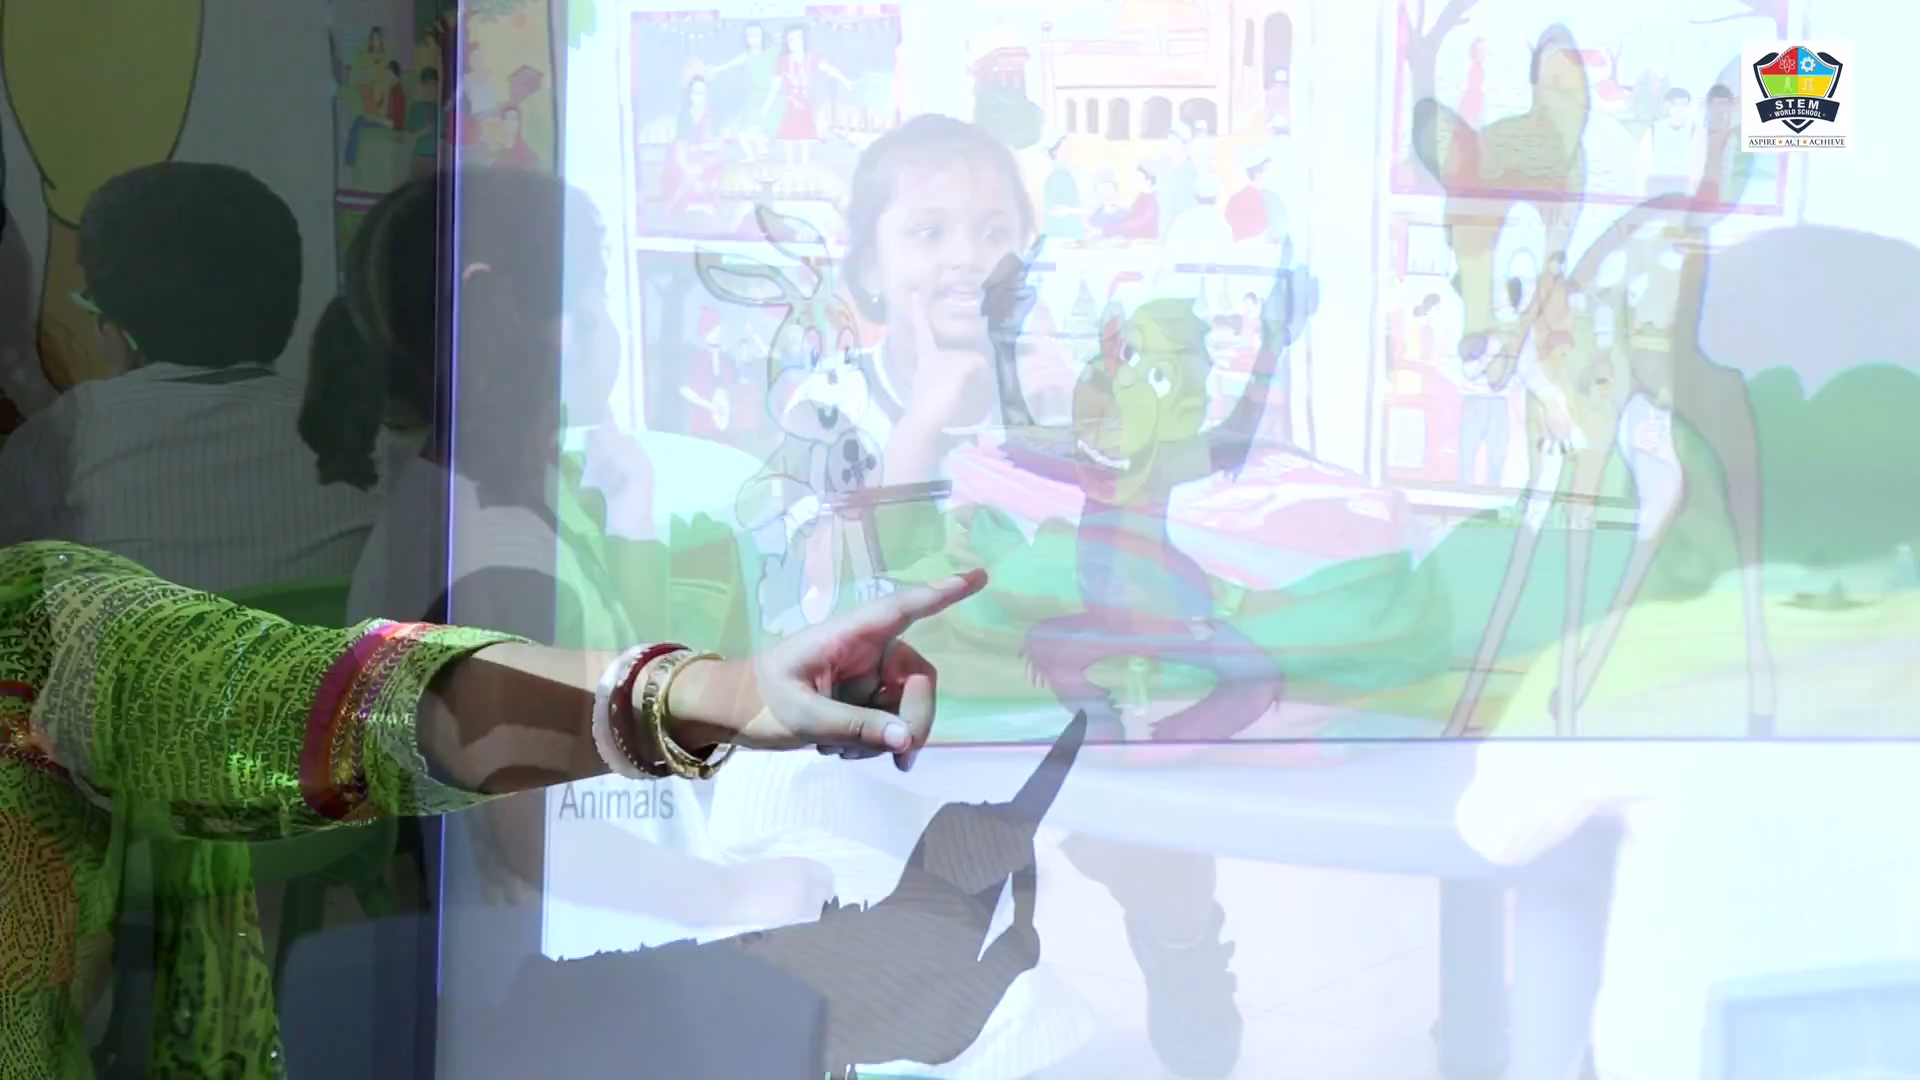 STEM
WORLD SCHOOL
ASPIRE ★ ACT ★ ACHIEVE
Animals